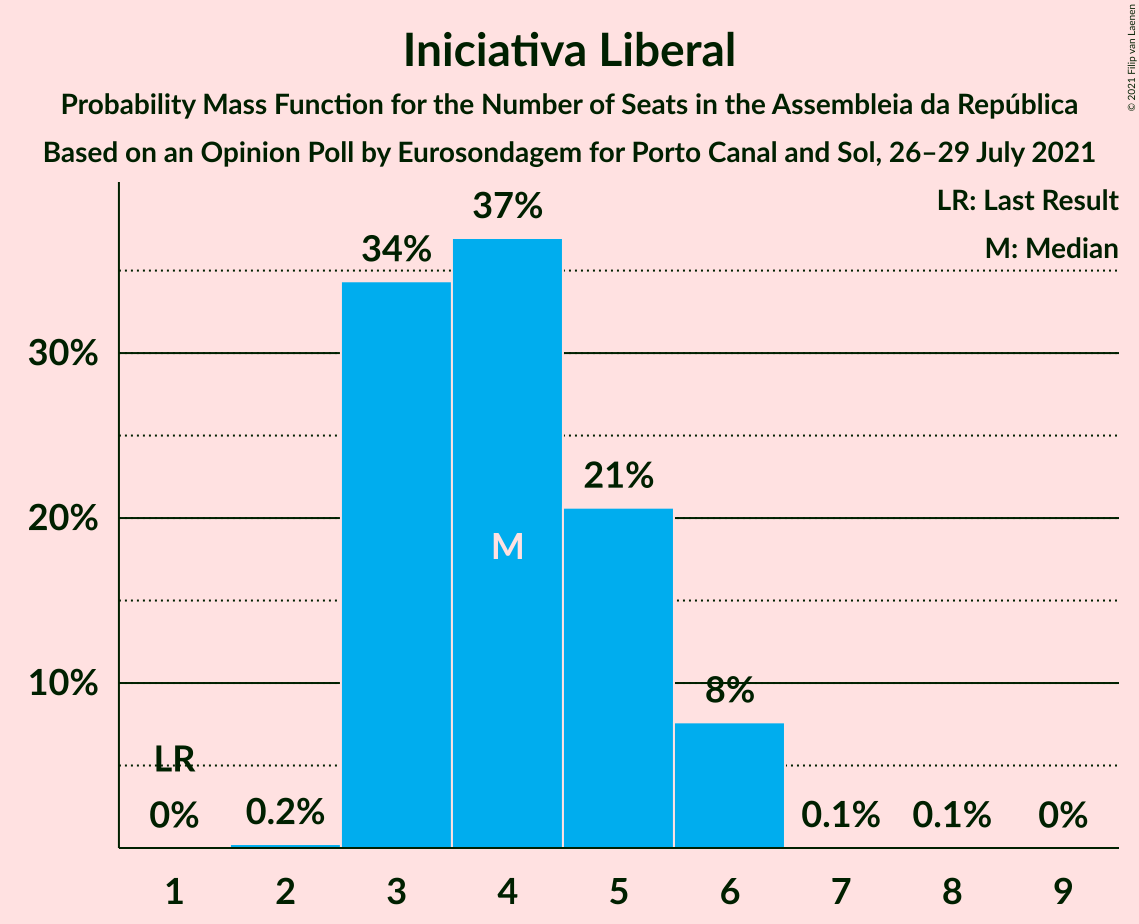 Iniciativa Liberal
Probability Mass Function for the Number of Seats in the Assembleia da República
Based on an Opinion Poll by Eurosondagem for Porto Canal and Sol, 26–29 July 2021
© 2021 Filip van Laenen
LR: Last Result
M: Median
37%
34%
30%
21%
20%
M
10%
8%
LR
0%
0.2%
0.1%
0.1%
0%
1 2 3 4 5 6 7 8 9